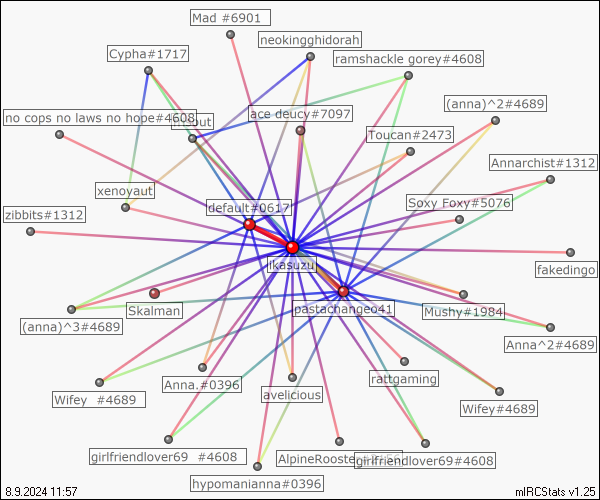 Mad #6901
neokingghidorah
Cypha#1717
ramshackle gorey#4608
(anna)^2#4689
no cops no laws no hope#4608
ace deucy#7097
Toucan#2473
Annarchist#1312
xenoyaut
default#0617
Soxy Foxy#5076
zibbits#1312
ikasuzu
fakedingo
Skalman
pastachangeo41
Mushy#1984
(anna)^3#4689
Anna^2#4689
rattgaming
Anna.#0396
avelicious
Wifey #4689
Wifey#4689
girlfriendlover69 #4608
AlpineRooste
girlfriendlover69#4608
hypomanianna#0396
8.9.2024 11:57
mIRCStats v1.25